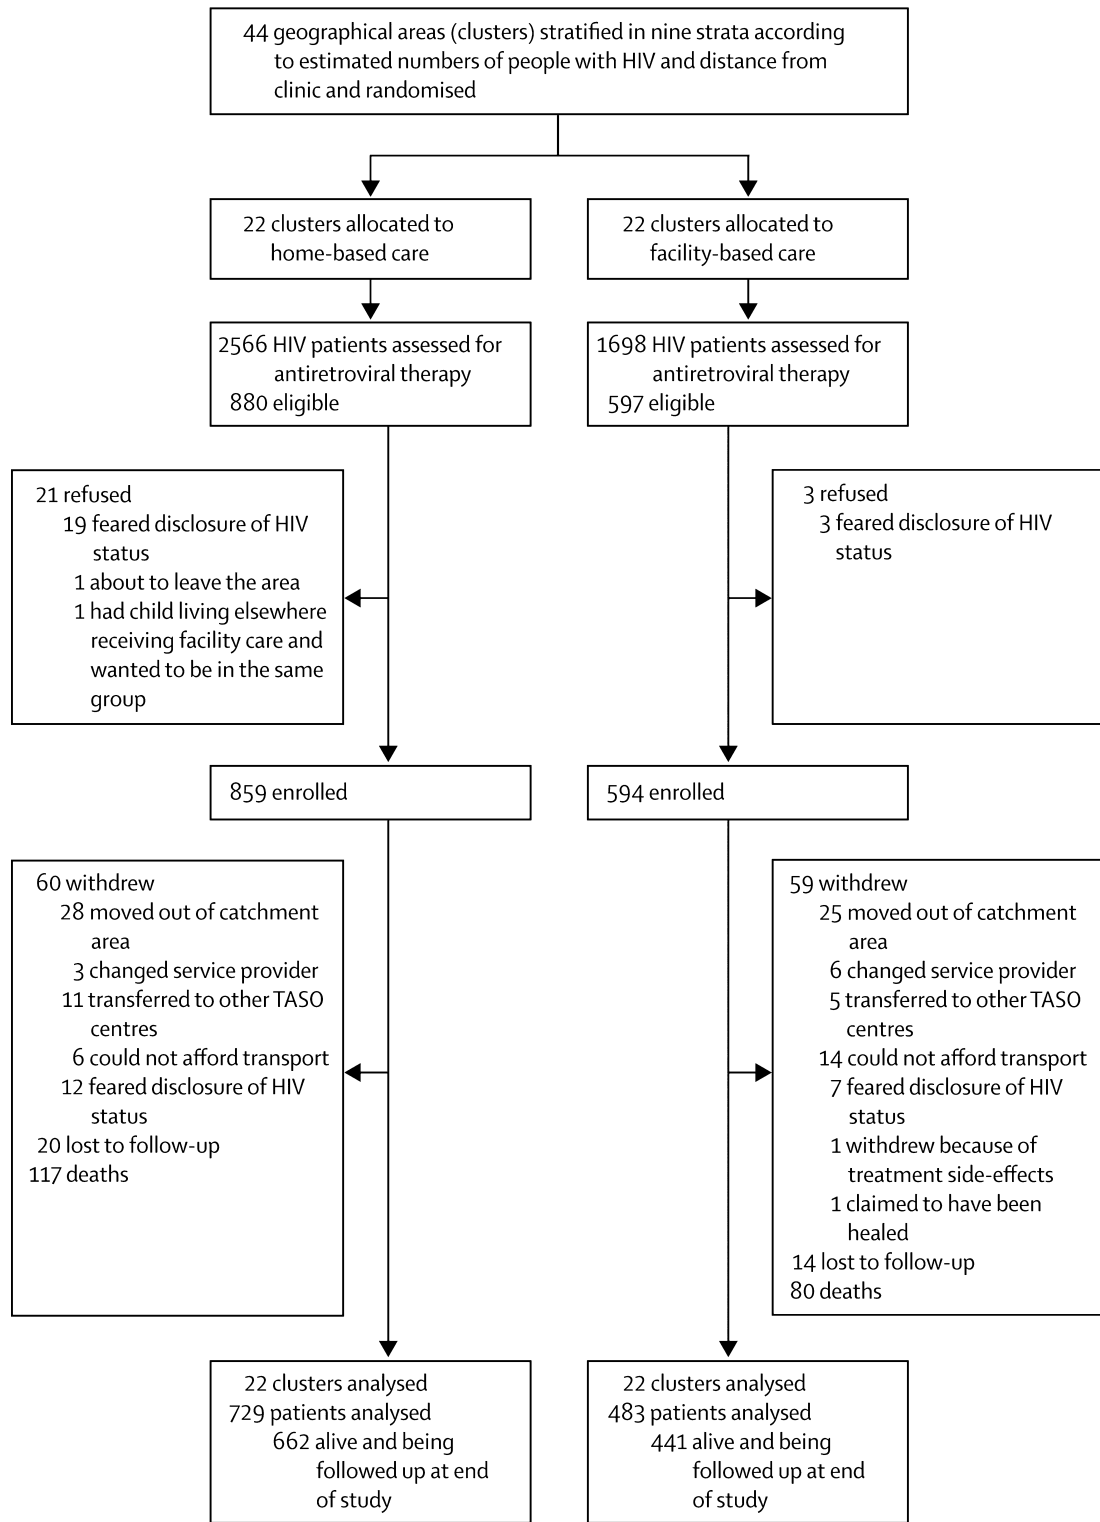 44 geographical areas (clusters) stratified in nine strata according
to estimated numbers of people with HIV and distance from
clinic and randomised
22 clusters allocated to
home-based care
22 clusters allocated to
facility-based care
2566 HIV patients assessed for
antiretroviral therapy
880 eligible
1698 HIV patients assessed for
antiretroviral therapy
597 eligible
21 refused
19 feared disclosure of HIV
status
1 about to leave the area
1 had child living elsewhere
receiving facility care and
wanted to be in the same
group
3 refused
3 feared disclosure of HIV
status
859 enrolled
594 enrolled
60 withdrew
28 moved out of catchment
area
3 changed service provider
11 transferred to other TASO
centres
6 could not afford transport
12 feared disclosure of HIV
status
20 lost to follow-up
117 deaths
59 withdrew
25 moved out of catchment
area
6 changed service provider
5 transferred to other TASO
centres
14 could not afford transport
7 feared disclosure of HIV
status
1 withdrew because of
treatment side-effects
1 claimed to have been
healed
14 lost to follow-up
80 deaths
22 clusters analysed
729 patients analysed
662 alive and being
followed up at end
of study
22 clusters analysed
483 patients analysed
441 alive and being
followed up at end
of study